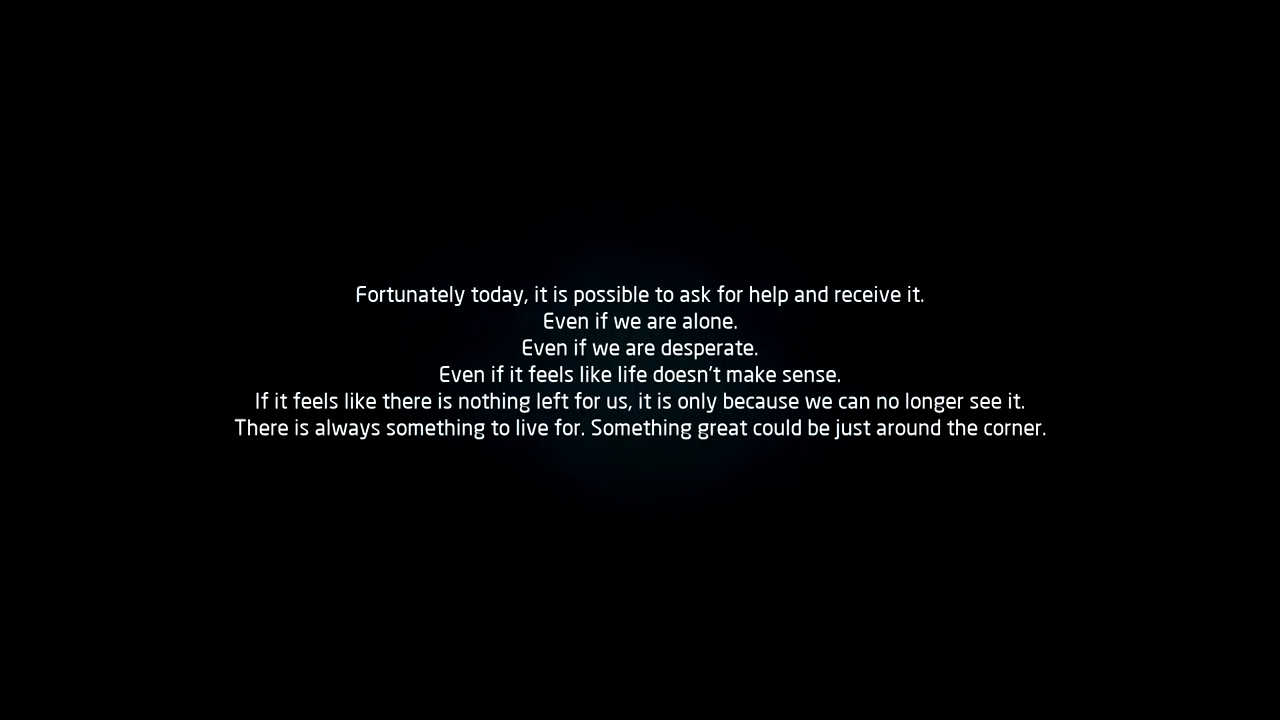 Fortunately today, it is possible to ask for help and receive it.
Even if we are alone.
Even if we are desperate.
Even if it feels like life doesn't make sense.
If it feels like there is nothing left for us, it is only because we can no longer see it.
There is always something to live for. Something great could be just around the corner.